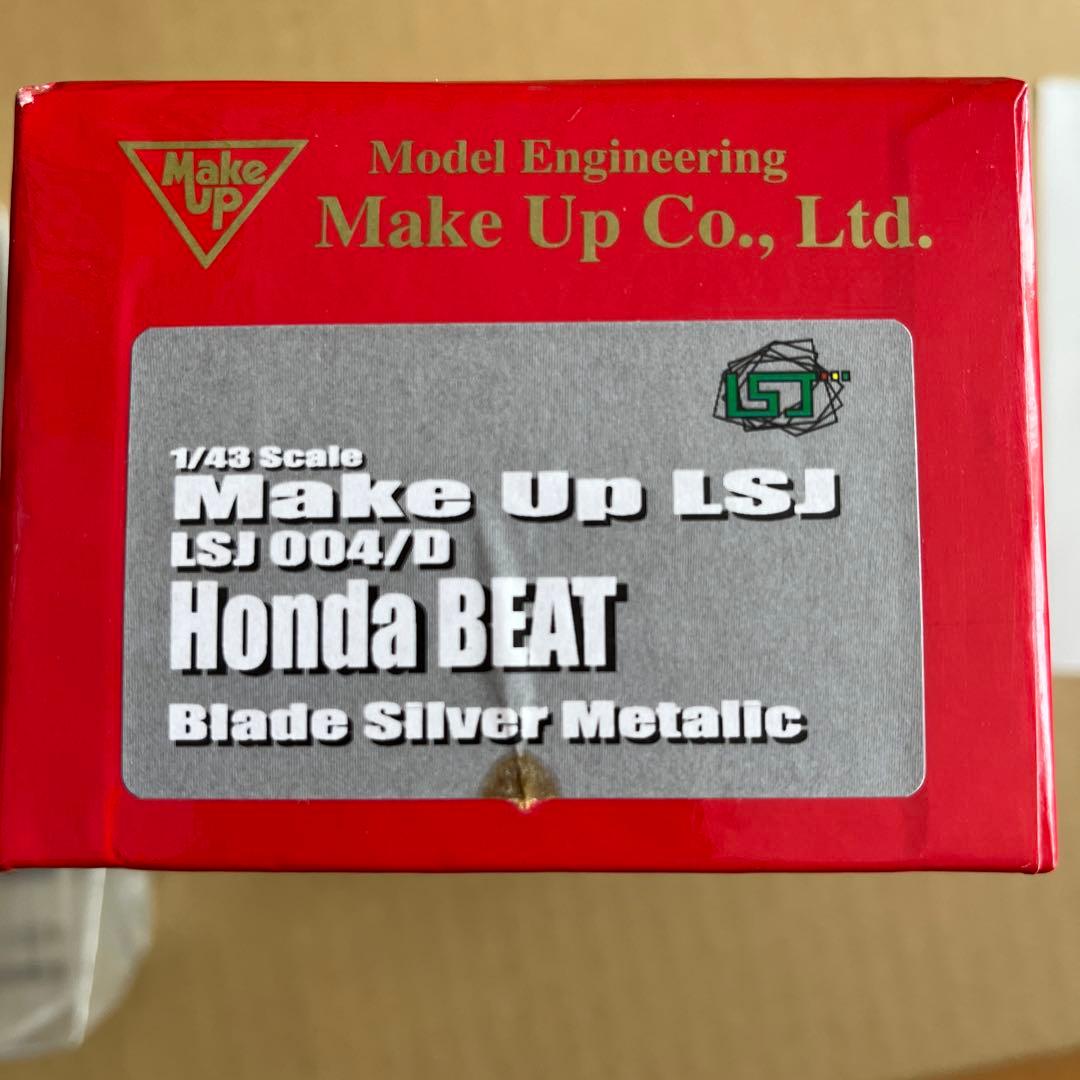 Make
Up
Model Engineering
Make Up Co., Ltd.
LSJ
1/43 Scale
Make Up LSJ
LSJ 004/D
Honda BEAT
Blade Silver Metalic